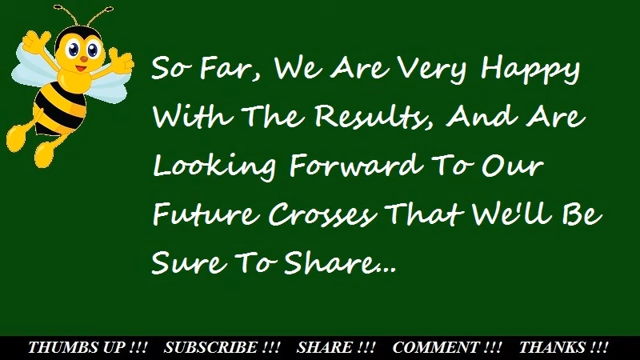 So Far, We Are Very Happy
With The Results, And Are
Looking Forward To Our
Future Crosses That We'll Be
Sure To Share...
THUMBS UP !!! SUBSCRIBE !!! SHARE !!! COMMENT !!! THANKS !!!